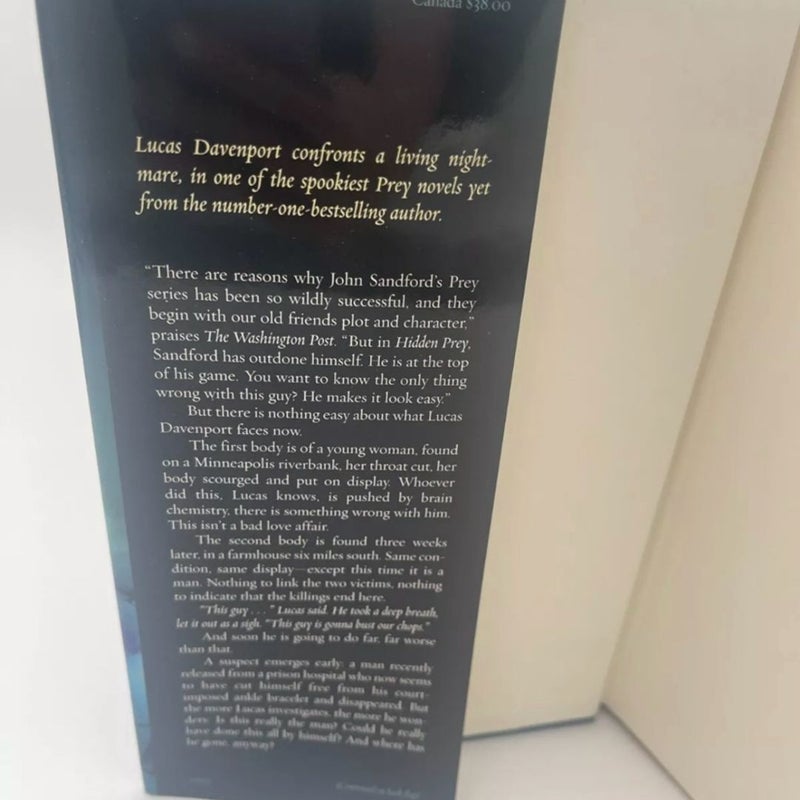 Canada $38.00
Lucas Davenport confronts a living night-
mare, in one of the spookiest Prey novels yet
from the number-one-bestselling author.
"There are reasons why John Sandford's Prey
series has been so wildly successful, and they
begin with our old friends plot and character,"
praises The Washington Post. "But in Hidden Prey,
Sandford has outdone himself. He is at the top
of his game. You want to know the only thing
wrong with this guy? He makes it look easy."
But there is nothing easy about what Lucas
Davenport faces now.
The first body is of a young woman, found
on a Minneapolis riverbank, her throat cut, her
body scourged and put on display. Whoever
did this, Lucas knows, is pushed by brain
chemistry, there is something wrong with him.
This isn't a bad love affair.
The second body is found three weeks
later, in a farmhouse six miles south. Same con-
dition, same display—except this time it is a
man. Nothing to link the two victims, nothing
to indicate that the killings end here.
"This guy . . . " Lucas said. He took a deep breath,
let it out as a sigh. "This guy is gonna bust our chops."
And soon he is going to do far, far worse
than that.
A suspect emerges early: a man recently
released from a prison hospital who now seems
to have cut himself free from his court-
imposed ankle bracelet and disappeared. But
the more Lucas investigates, the more he won-
ders: Is this really the man? Could he really
have done this all by himself? And where has
he gone, anyway?